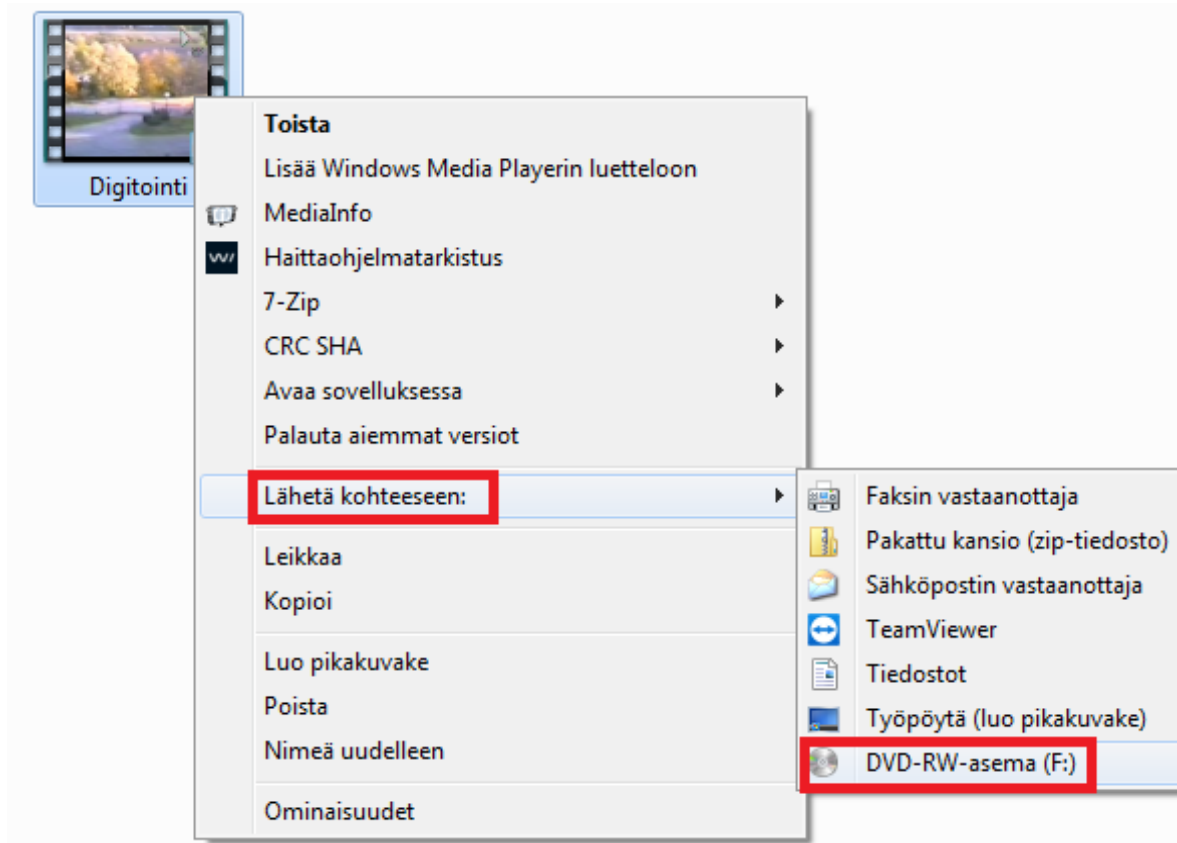 Digitointi
Toista
Lisää Windows Media Playerin luetteloon
MediaInfo
Haittaohjelmatarkistus
7-Zip
CRC SHA
Avaa sovelluksessa
Palauta aiemmat versiot
Lähetä kohteeseen:
Leikkaa
Kopioi
Luo pikakuvake
Poista
Nimeä uudelleen
Ominaisuudet
Faksin vastaanottaja
Pakattu kansio (zip-tiedosto)
Sähköpostin vastaanottaja
TeamViewer
Tiedostot
Työpöytä (luo pikakuvake)
DVD-RW-asema (F:)